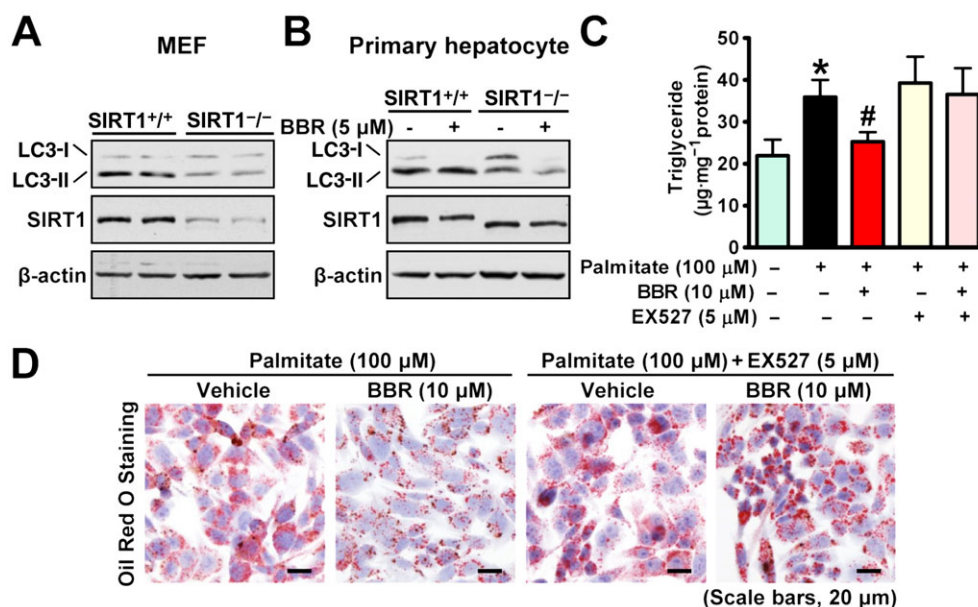 A
MEF
SIRT1+/+ SIRT1−/−
LC3-I
LC3-II
SIRT1
β-actin
B
Primary hepatocyte
SIRT1+/+ SIRT1−/−
BBR (5 µM) - + - +
LC3-I
LC3-II
SIRT1
β-actin
C
Triglyceride
(µg·mg−1 protein)
50
40
30
20
10
0
*
#
Palmitate (100 µM) − + + + +
BBR (10 µM) − − + − +
EX527 (5 µM) − − − + +
D
Palmitate (100 µM) Palmitate (100 µM) + EX527 (5 µM)
Vehicle BBR (10 µM) Vehicle BBR (10 µM)
Oil Red O Staining
(Scale bars, 20 µm)